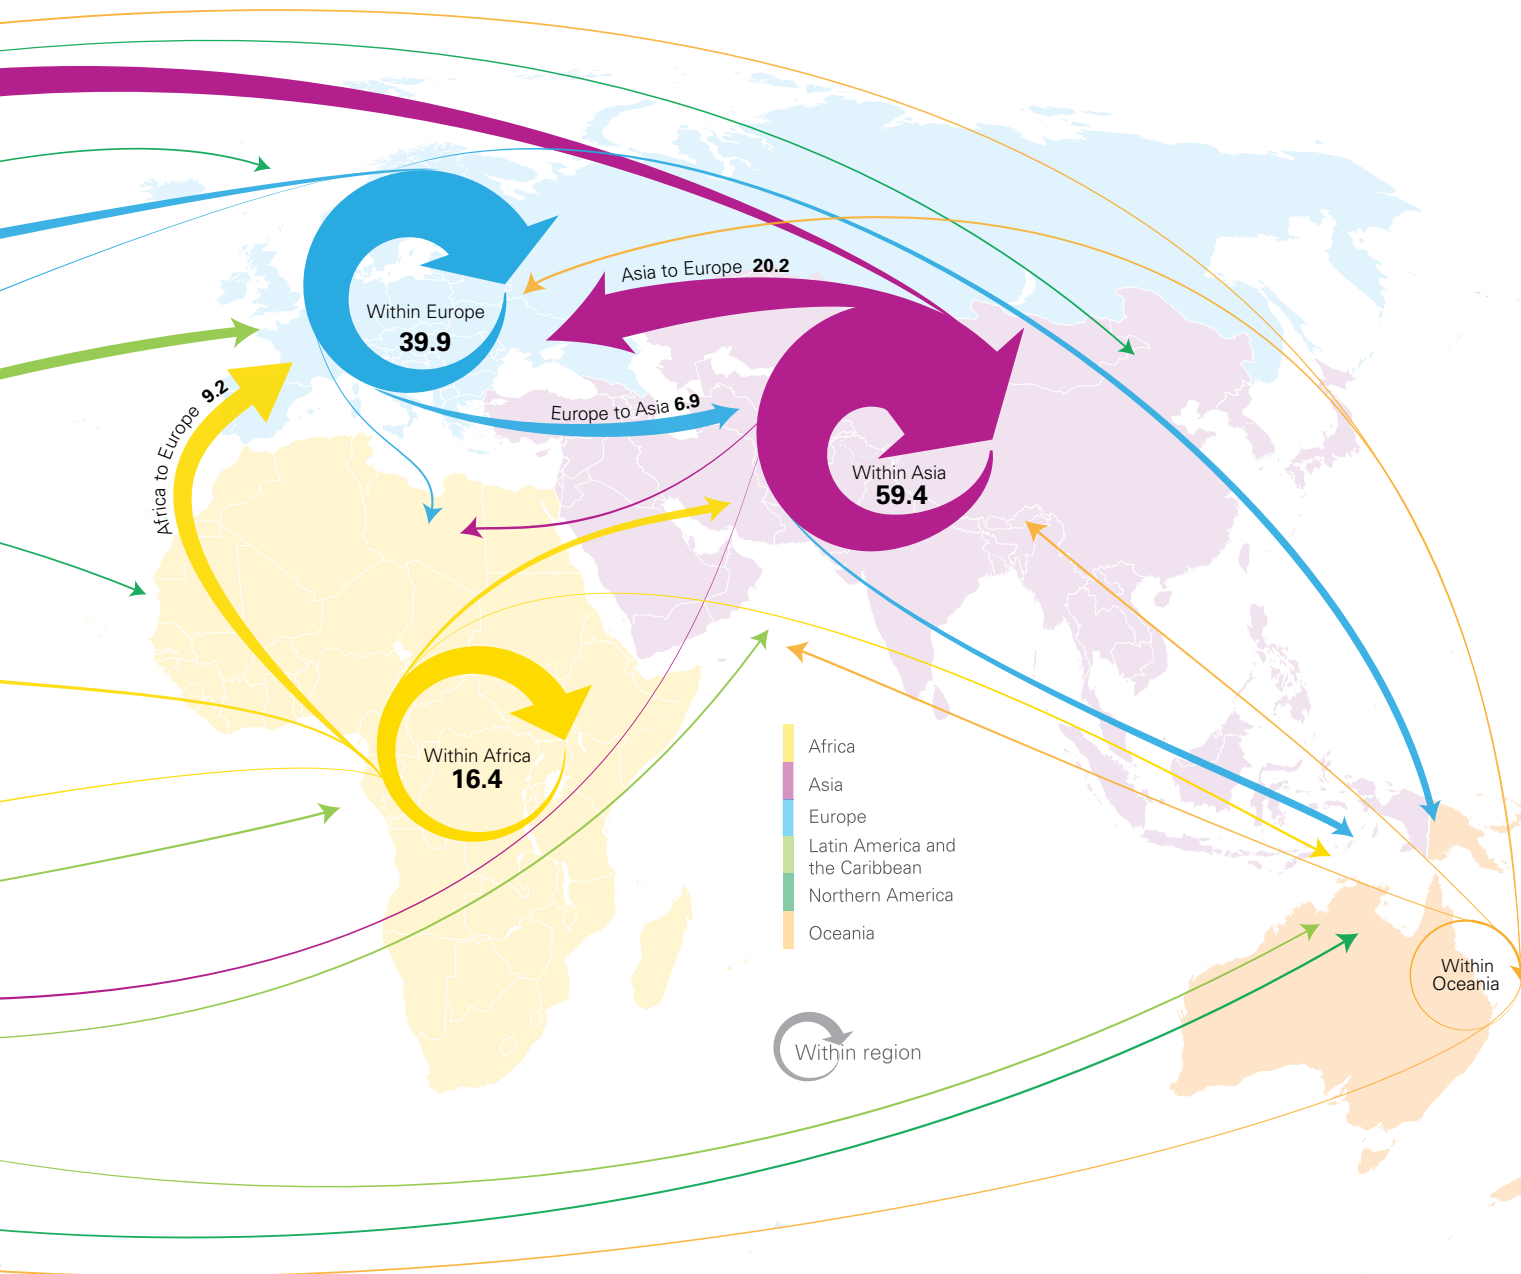 Asia to Europe 20.2
Within Europe
39.9
Africa to Europe 9.2
Europe to Asia 6.9
Within Asia
59.4
Within Africa
16.4
Africa
Asia
Europe
Latin America and
the Caribbean
Northern America
Oceania
Within
Oceania
Within region